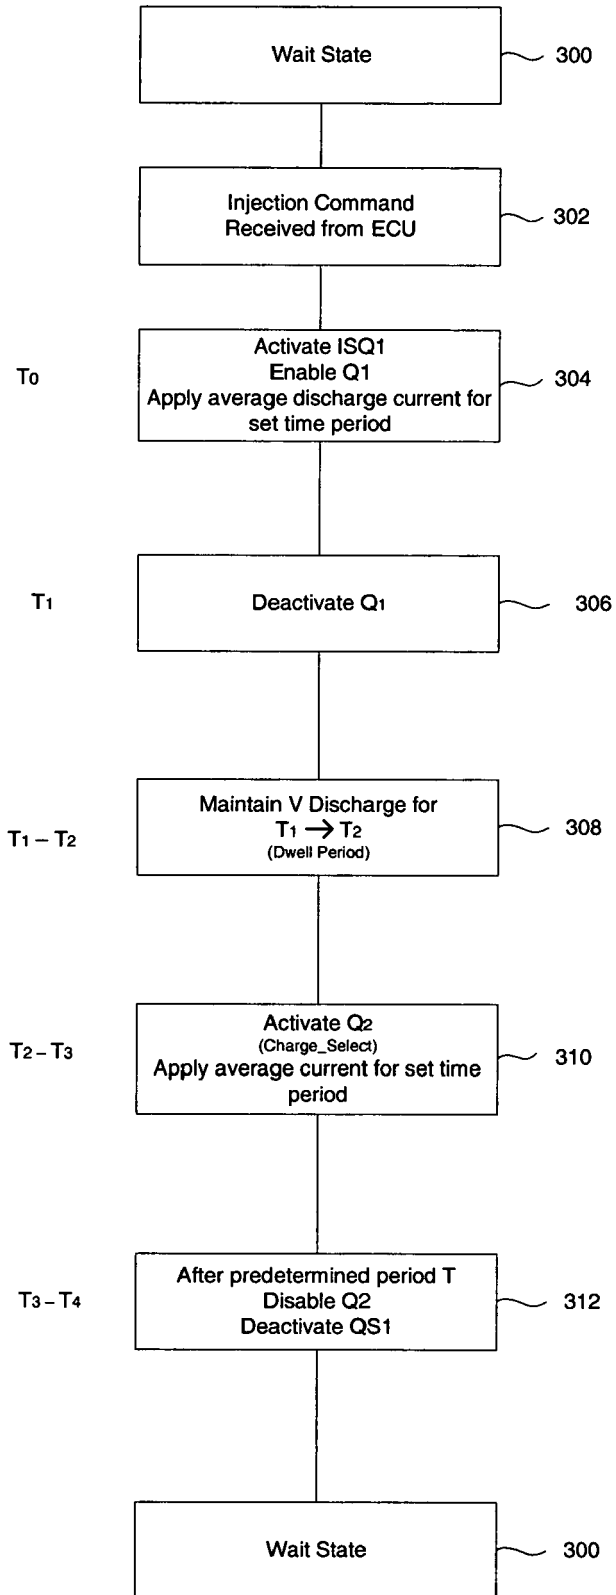 Wait State
300
Injection Command
Received from ECU
302
T0
Activate ISQ1
Enable Q1
Apply average discharge current for
set time period
304
T1
Deactivate Q1
306
T1 – T2
Maintain V Discharge for
T1 → T2
(Dwell Period)
308
T2 – T3
Activate Q2
(Charge_Select)
Apply average current for set time
period
310
T3 – T4
After predetermined period T
Disable Q2
Deactivate QS1
312
Wait State
300